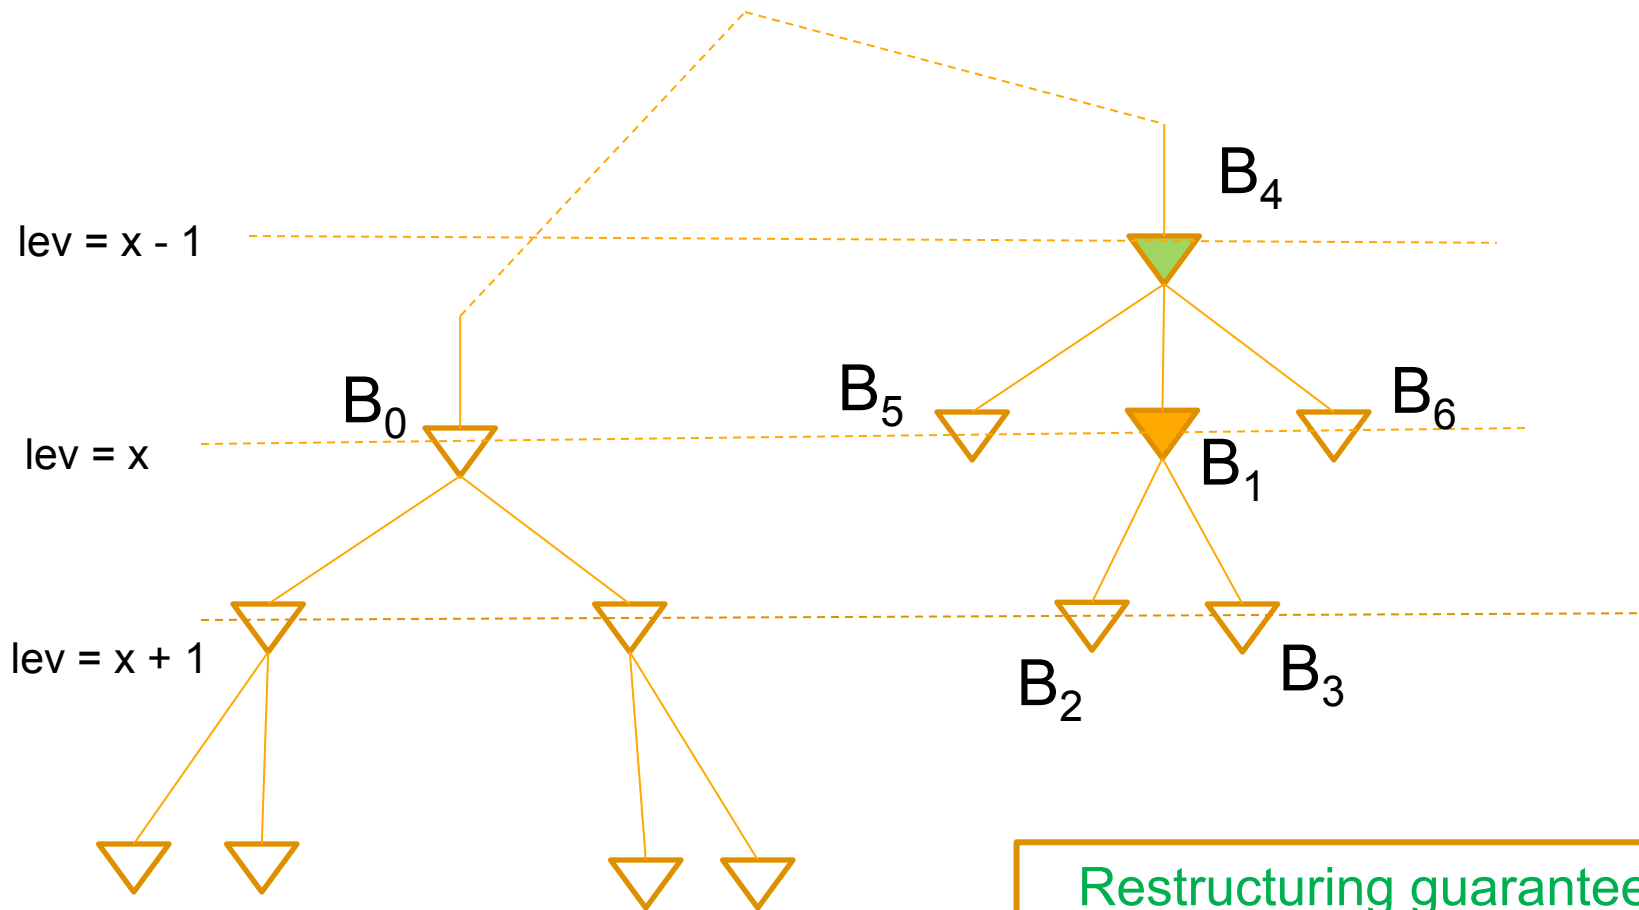 B4
lev = x - 1
B0
B5
B6
lev = x
B1
lev = x + 1
B2
B3
Restructuring guarantee